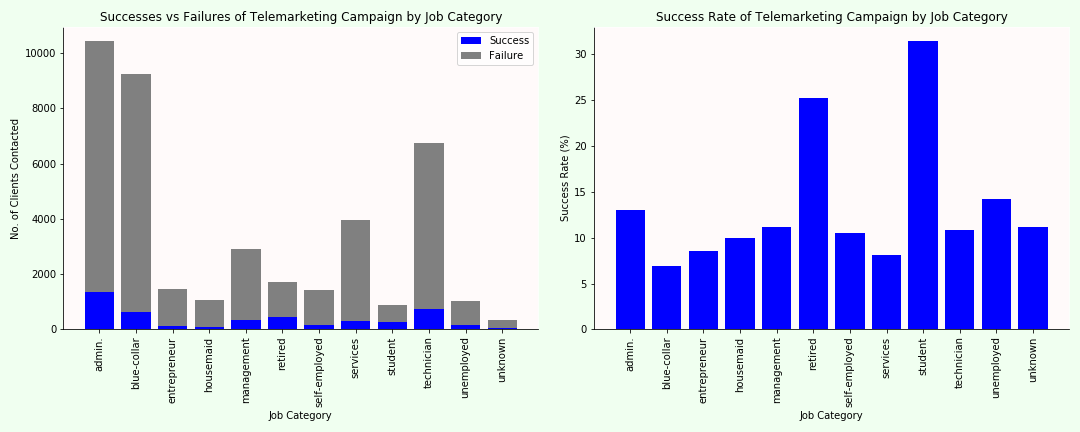 Successes vs Failures of Telemarketing Campaign by Job Category
Success
Failure
No. of Clients Contacted
10000
8000
6000
4000
2000
0
admin.
blue-collar
entrepreneur
housemaid
management
retired
self-employed
services
student
technician
unemployed
unknown
Job Category
Success Rate of Telemarketing Campaign by Job Category
Success Rate (%)
30
25
20
15
10
5
0
admin.
blue-collar
entrepreneur
housemaid
management
retired
self-employed
services
student
technician
unemployed
unknown
Job Category